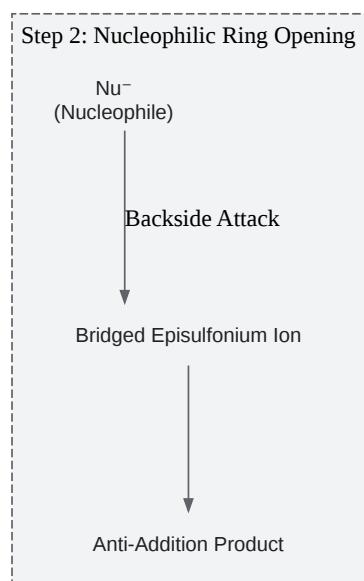 Step 2: Nucleophilic Ring Opening
Nu⁻
(Nucleophile)
Backside Attack
Bridged Episulfonium Ion
Anti-Addition Product